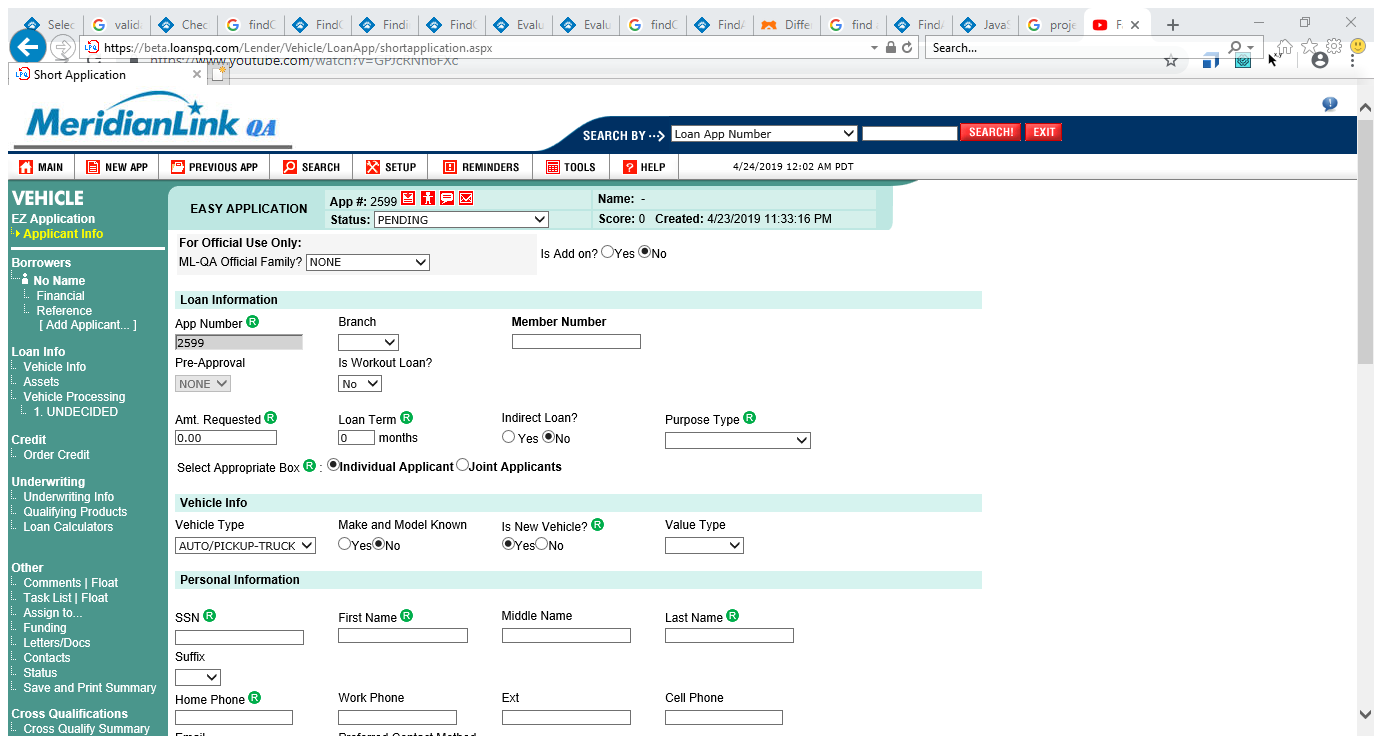 Selec
valid
Chec
findC
FindC
Findi
FindC
Evalu
Evalu
findC
FindA
Differ
find a
FindA
JavaS
proje
https://beta.loanspq.com/Lender/Vehicle/LoanApp/shortapplication.aspx
Search...
Short Application
MeridianLink QA
SEARCH BY
Loan App Number
SEARCH!
EXIT
MAIN
NEW APP
PREVIOUS APP
SEARCH
SETUP
REMINDERS
TOOLS
HELP
4/24/2019 12:02 AM PDT
VEHICLE
EZ Application
Applicant Info
Borrowers
No Name
Financial
Reference
[ Add Applicant... ]
Loan Info
Vehicle Info
Assets
Vehicle Processing
1. UNDECIDED
Credit
Order Credit
Underwriting
Underwriting Info
Qualifying Products
Loan Calculators
Other
Comments | Float
Task List | Float
Assign to...
Funding
Letters/Docs
Contacts
Status
Save and Print Summary
Cross Qualifications
Cross Qualify Summary
EASY APPLICATION
App #: 2599
Name: -
Status: PENDING
Score: 0 Created: 4/23/2019 11:33:16 PM
For Official Use Only:
ML-QA Official Family? NONE
Is Add on? Yes No
Loan Information
App Number R
Branch
Member Number
2599
Pre-Approval
Is Workout Loan?
NONE
No
Amt. Requested R
Loan Term R
Indirect Loan?
Purpose Type R
0.00
0 months
Yes No
Select Appropriate Box R : Individual Applicant Joint Applicants
Vehicle Info
Vehicle Type
Make and Model Known
Is New Vehicle? R
Value Type
AUTO/PICKUP-TRUCK
Yes No
Yes No
Personal Information
SSN R
First Name R
Middle Name
Last Name R
Suffix
Home Phone R
Work Phone
Ext
Cell Phone